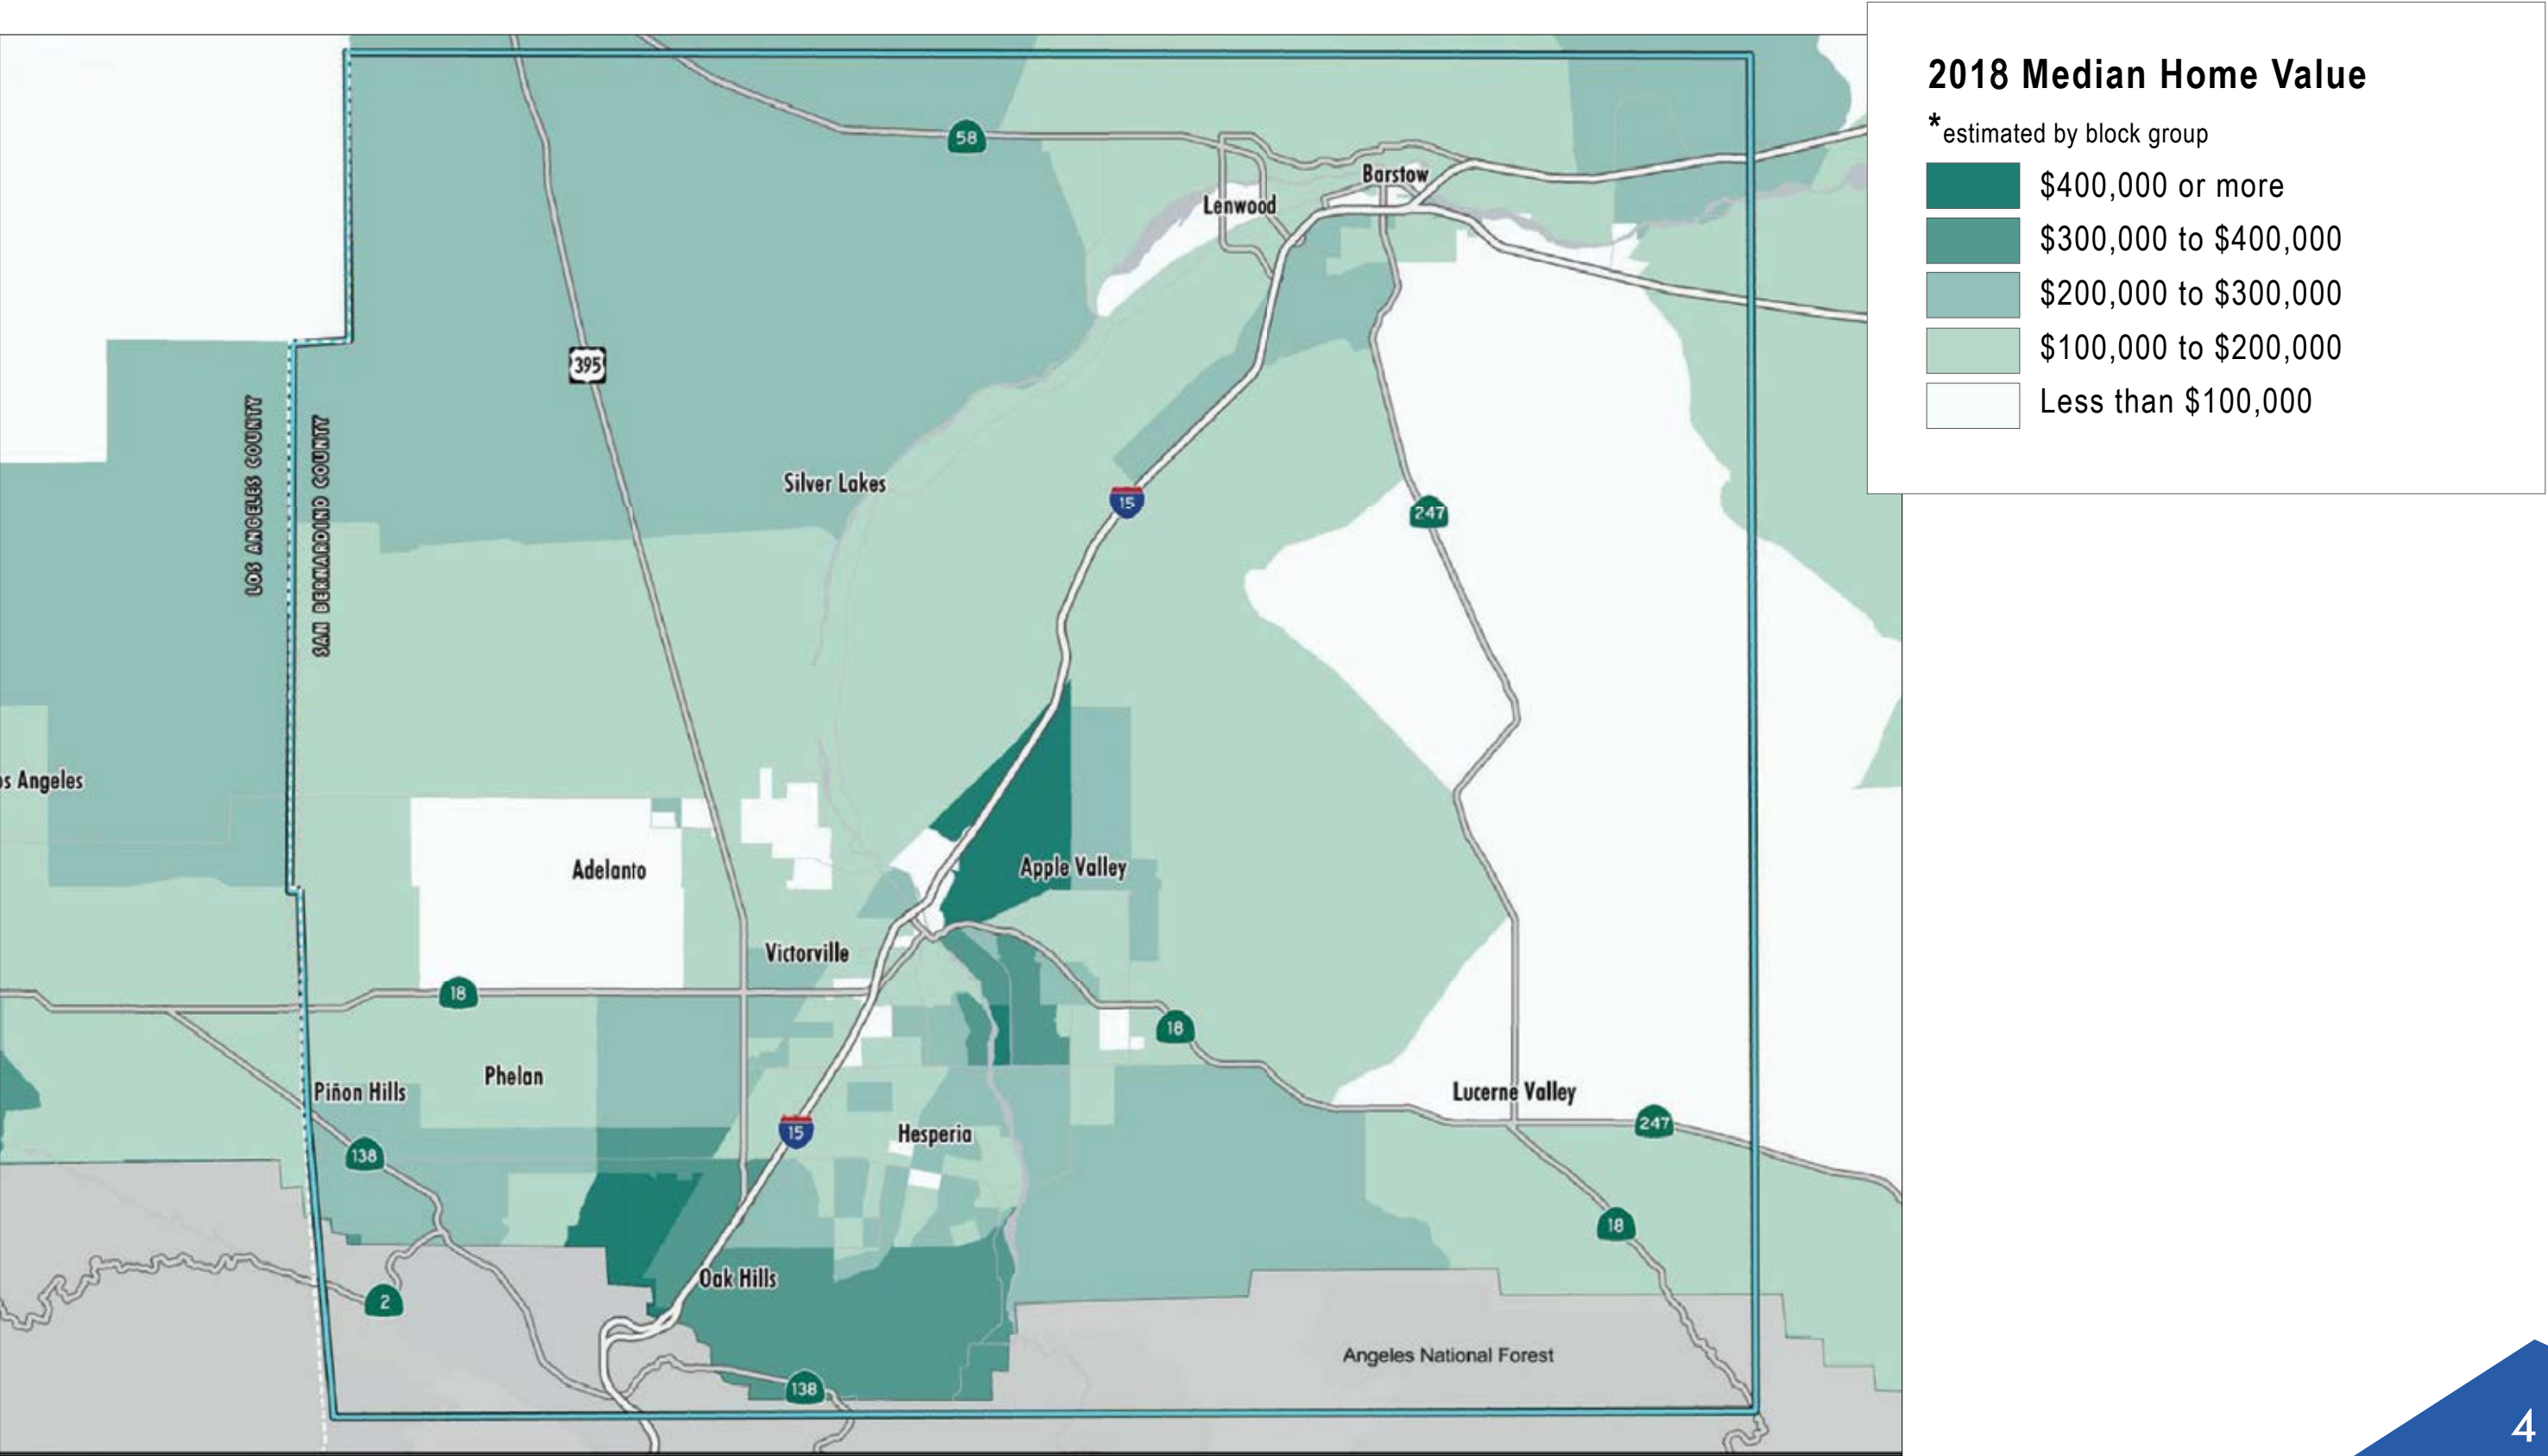 2018 Median Home Value
*estimated by block group
$400,000 or more
$300,000 to $400,000
$200,000 to $300,000
$100,000 to $200,000
Less than $100,000
58
Barstow
Lenwood
395
LOS ANGELES COUNTY
SAN BERNARDINO COUNTY
Silver Lakes
15
247
os Angeles
Adelanto
Apple Valley
Victorville
18
18
Phelan
Piñon Hills
Lucerne Valley
247
15
Hesperia
138
18
Oak Hills
2
Angeles National Forest
138
4